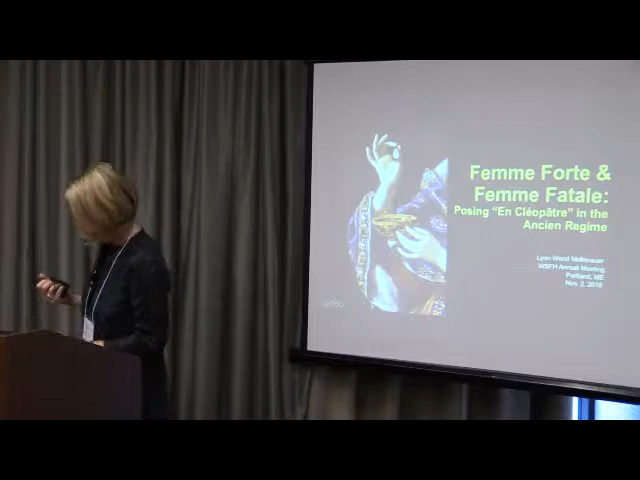 Femme Forte &
Femme Fatale:
Posing "En Cléopâtre" in the
Ancien Regime
Lynn Wood Mollenauer
WSFH Annual Meeting
Portland, ME
Nov. 2, 2018